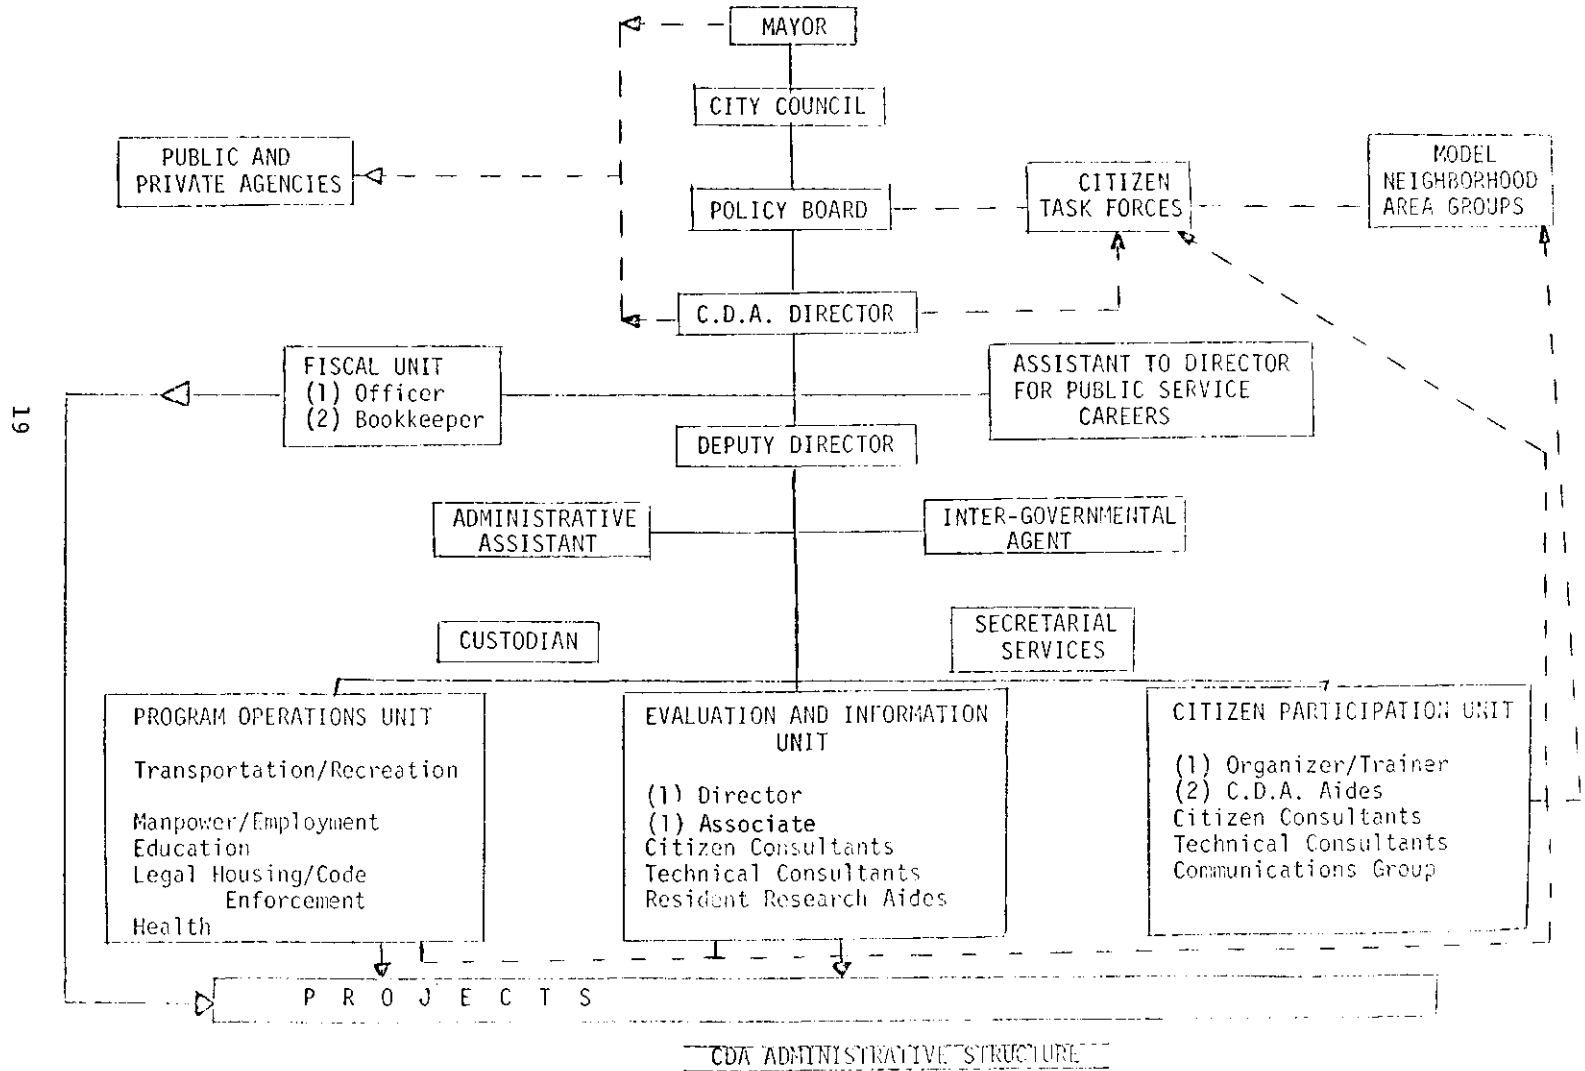 MAYOR
CITY COUNCIL
PUBLIC AND
PRIVATE AGENCIES
POLICY BOARD
CITIZEN
TASK FORCES
MODEL
NEIGHBORHOOD
AREA GROUPS
C.D.A. DIRECTOR
FISCAL UNIT
(1) Officer
(2) Bookkeeper
ASSISTANT TO DIRECTOR
FOR PUBLIC SERVICE
CAREERS
19
DEPUTY DIRECTOR
ADMINISTRATIVE
ASSISTANT
INTER-GOVERNMENTAL
AGENT
CUSTODIAN
SECRETARIAL
SERVICES
PROGRAM OPERATIONS UNIT
Transportation/Recreation
Manpower/Employment
Education
Legal Housing/Code
Enforcement
Health
EVALUATION AND INFORMATION
UNIT
(1) Director
(1) Associate
Citizen Consultants
Technical Consultants
Resident Research Aides
CITIZEN PARTICIPATION UNIT
(1) Organizer/Trainer
(2) C.D.A. Aides
Citizen Consultants
Technical Consultants
Communications Group
P R O J E C T S
CDA ADMINISTRATIVE STRUCTURE